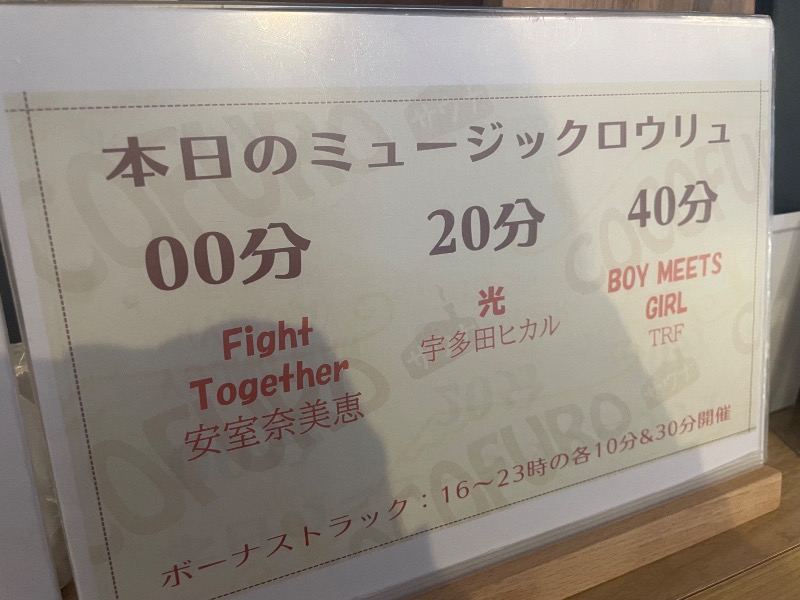 本日のミュージックロウリュ
00分
Fight
Together
安室奈美恵
20分
光
宇多田ヒカル
40分
BOY MEETS
GIRL
TRF
ボーナストラック：16〜23時の各10分&30分開催
COCOFURO